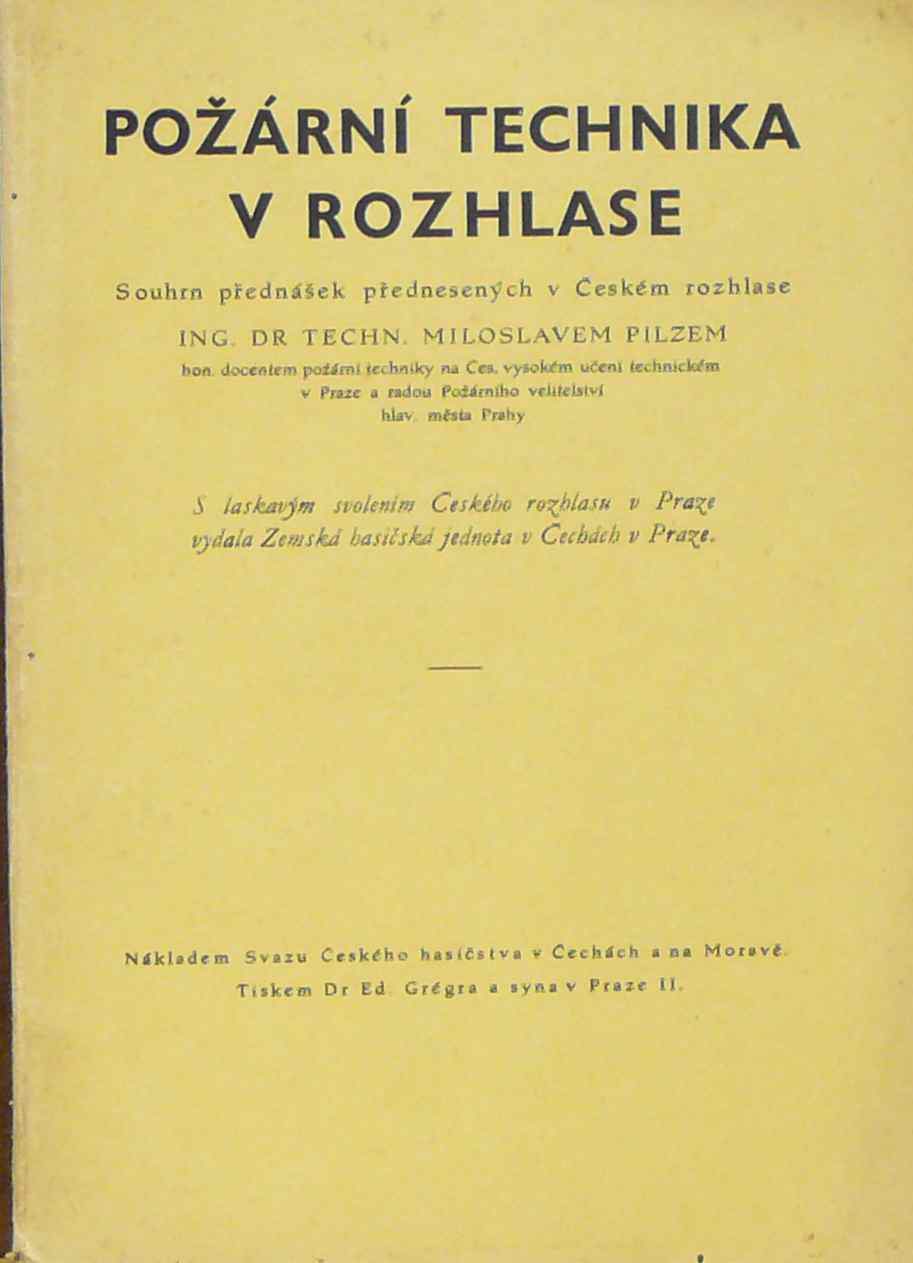 POŽÁRNÍ TECHNIKA
V ROZHLASE
Souhrn přednášek přednesených v Českém rozhlase
ING. DR TECHN. MILOSLAVEM PILZEM
hon. docentem požární techniky na Čes. vysokém učení technickém
v Praze a radou Požárního velitelství
hlav. města Prahy
S laskavým svolením Českého rozhlasu v Praze
vydala Zemská hasičská jednota v Čechách v Praze.
Nákladem Svazu Českého hasičstva v Čechách a na Moravě.
Tiskem Dr Ed. Grégra a syna v Praze II.